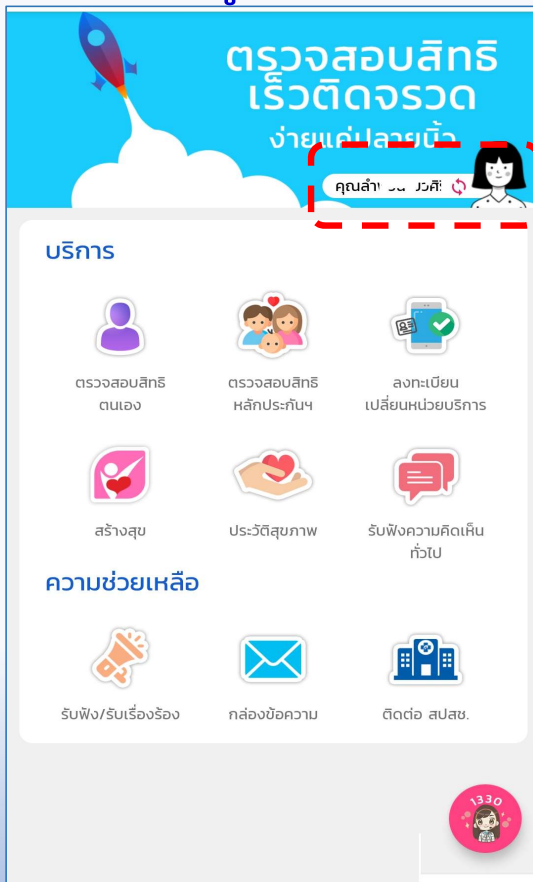 ตรวจสอบสิทธิ
เร็วติดจรวด
ง่ายแค่ปลายนิ้ว
บริการ
ตรวจสอบสิทธิ
ตนเอง
ตรวจสอบสิทธิ
หลักประกันฯ
ลงทะเบียน
เปลี่ยนหน่วยบริการ
สร้างสุข
ประวัติสุขภาพ
รับฟังความคิดเห็น
ทั่วไป
ความช่วยเหลือ
รับฟัง/รับเรื่องร้อง
กล่องข้อความ
ติดต่อ สปสช.
1330